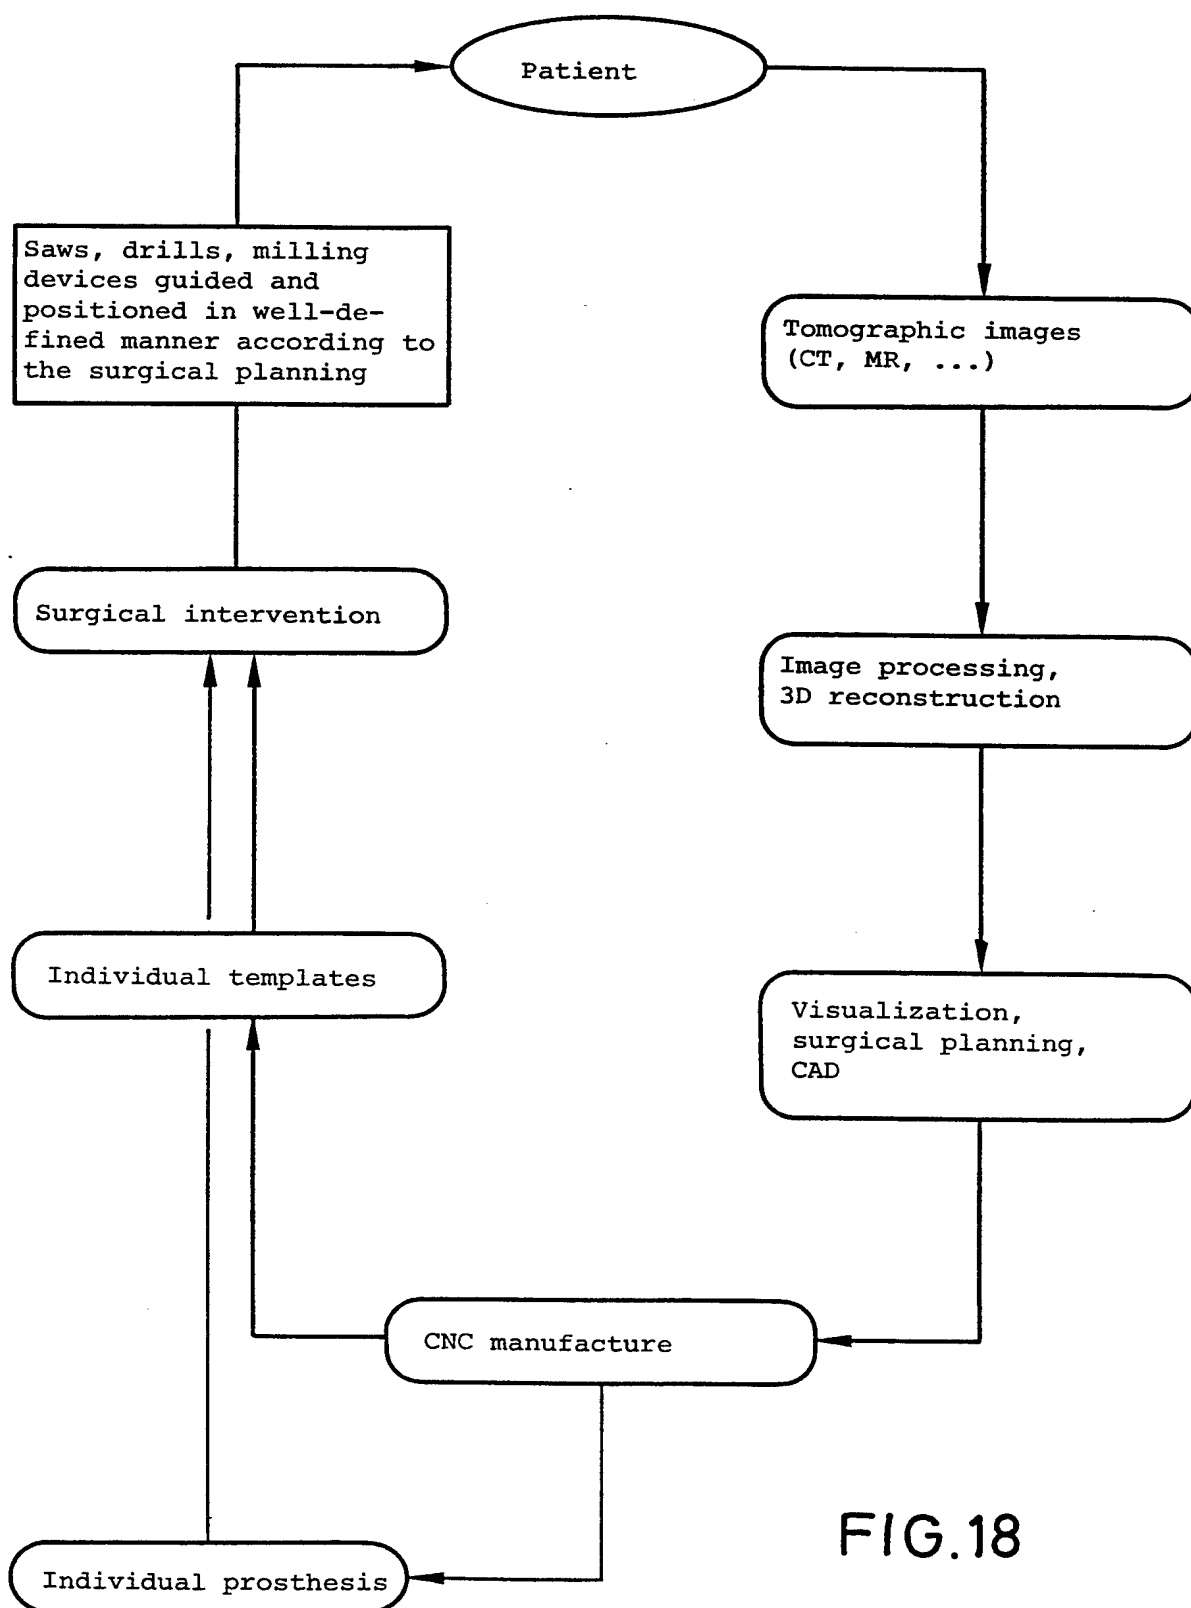 Patient
Saws, drills, milling
devices guided and
positioned in well-de-
fined manner according to
the surgical planning
Tomographic images
(CT, MR, ...)
Surgical intervention
Image processing,
3D reconstruction
Individual templates
Visualization,
surgical planning,
CAD
CNC manufacture
Individual prosthesis
FIG.18